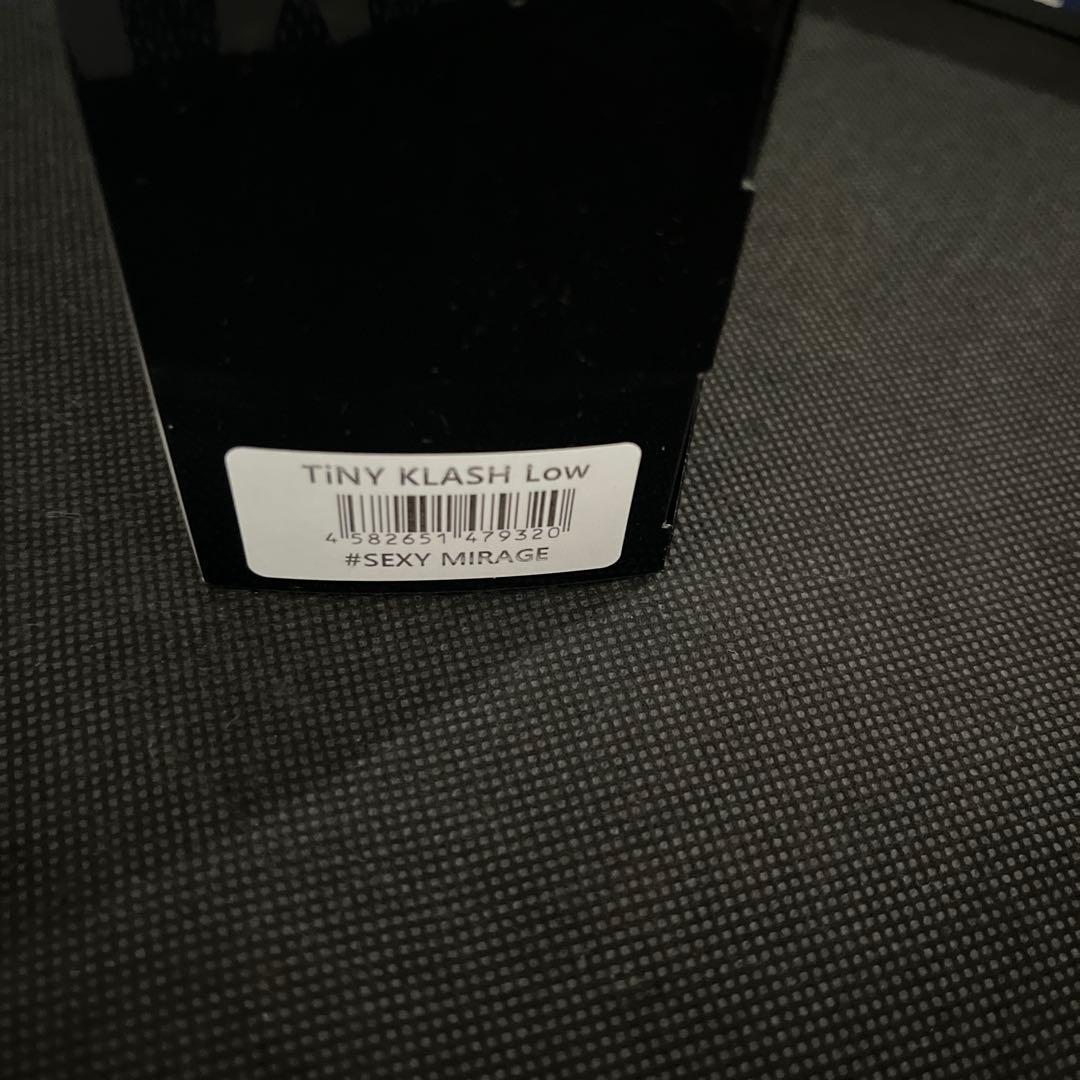 TiNY KLASH Low
4 582651 479320
#SEXY MIRAGE